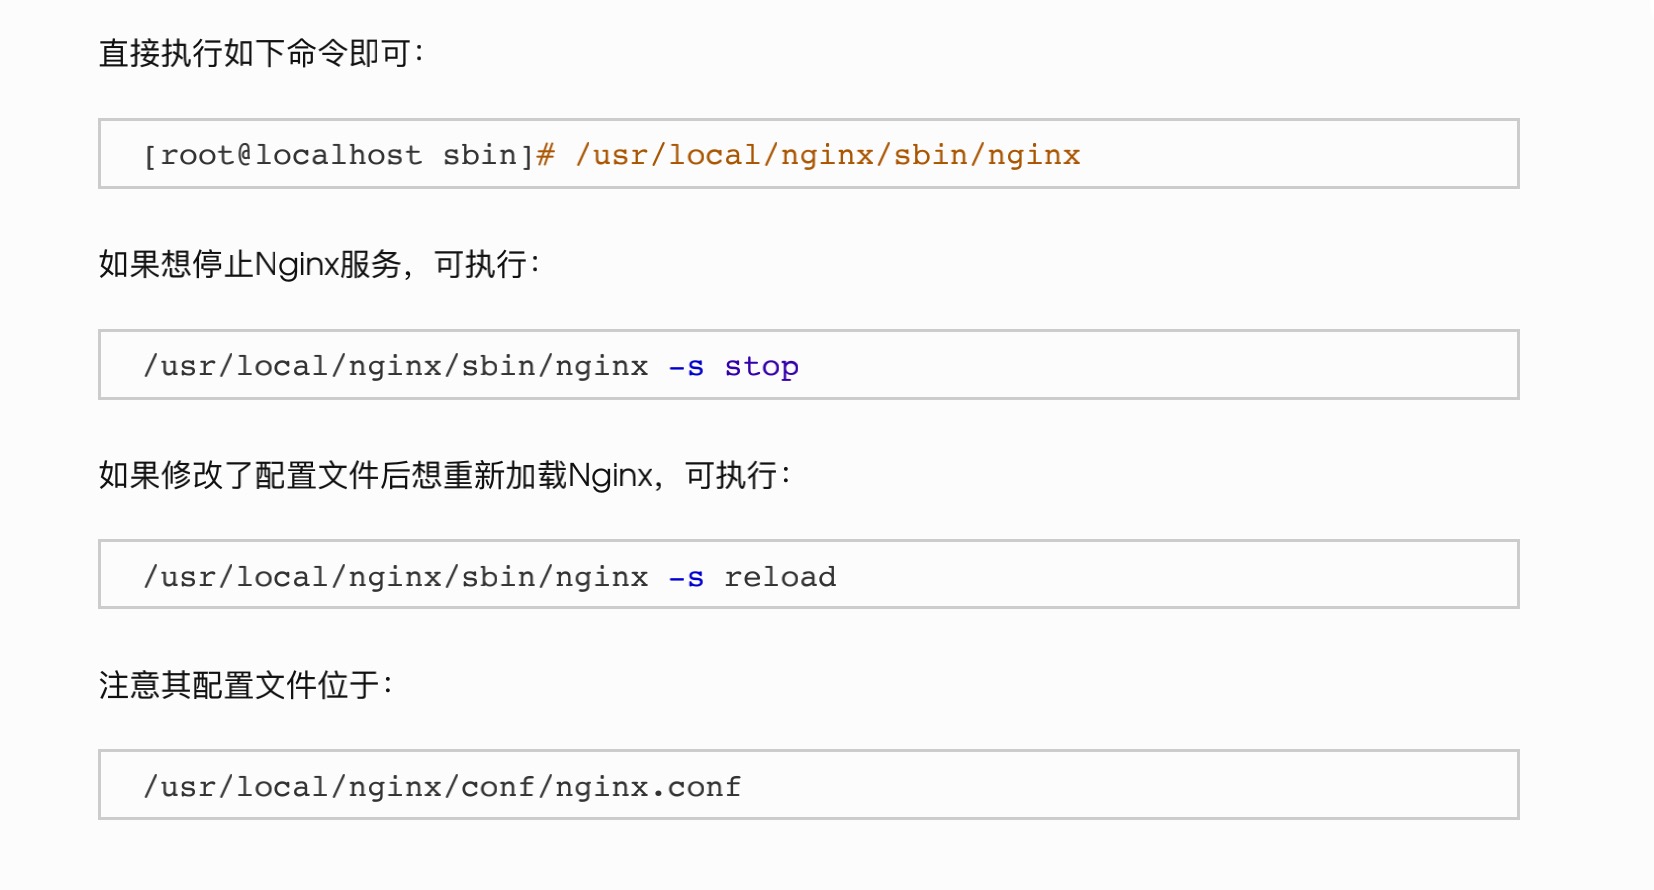 直接执行如下命令即可：
[root@localhost sbin]# /usr/local/nginx/sbin/nginx
如果想停止Nginx服务，可执行：
/usr/local/nginx/sbin/nginx -s stop
如果修改了配置文件后想重新加载Nginx，可执行：
/usr/local/nginx/sbin/nginx -s reload
注意其配置文件位于：
/usr/local/nginx/conf/nginx.conf